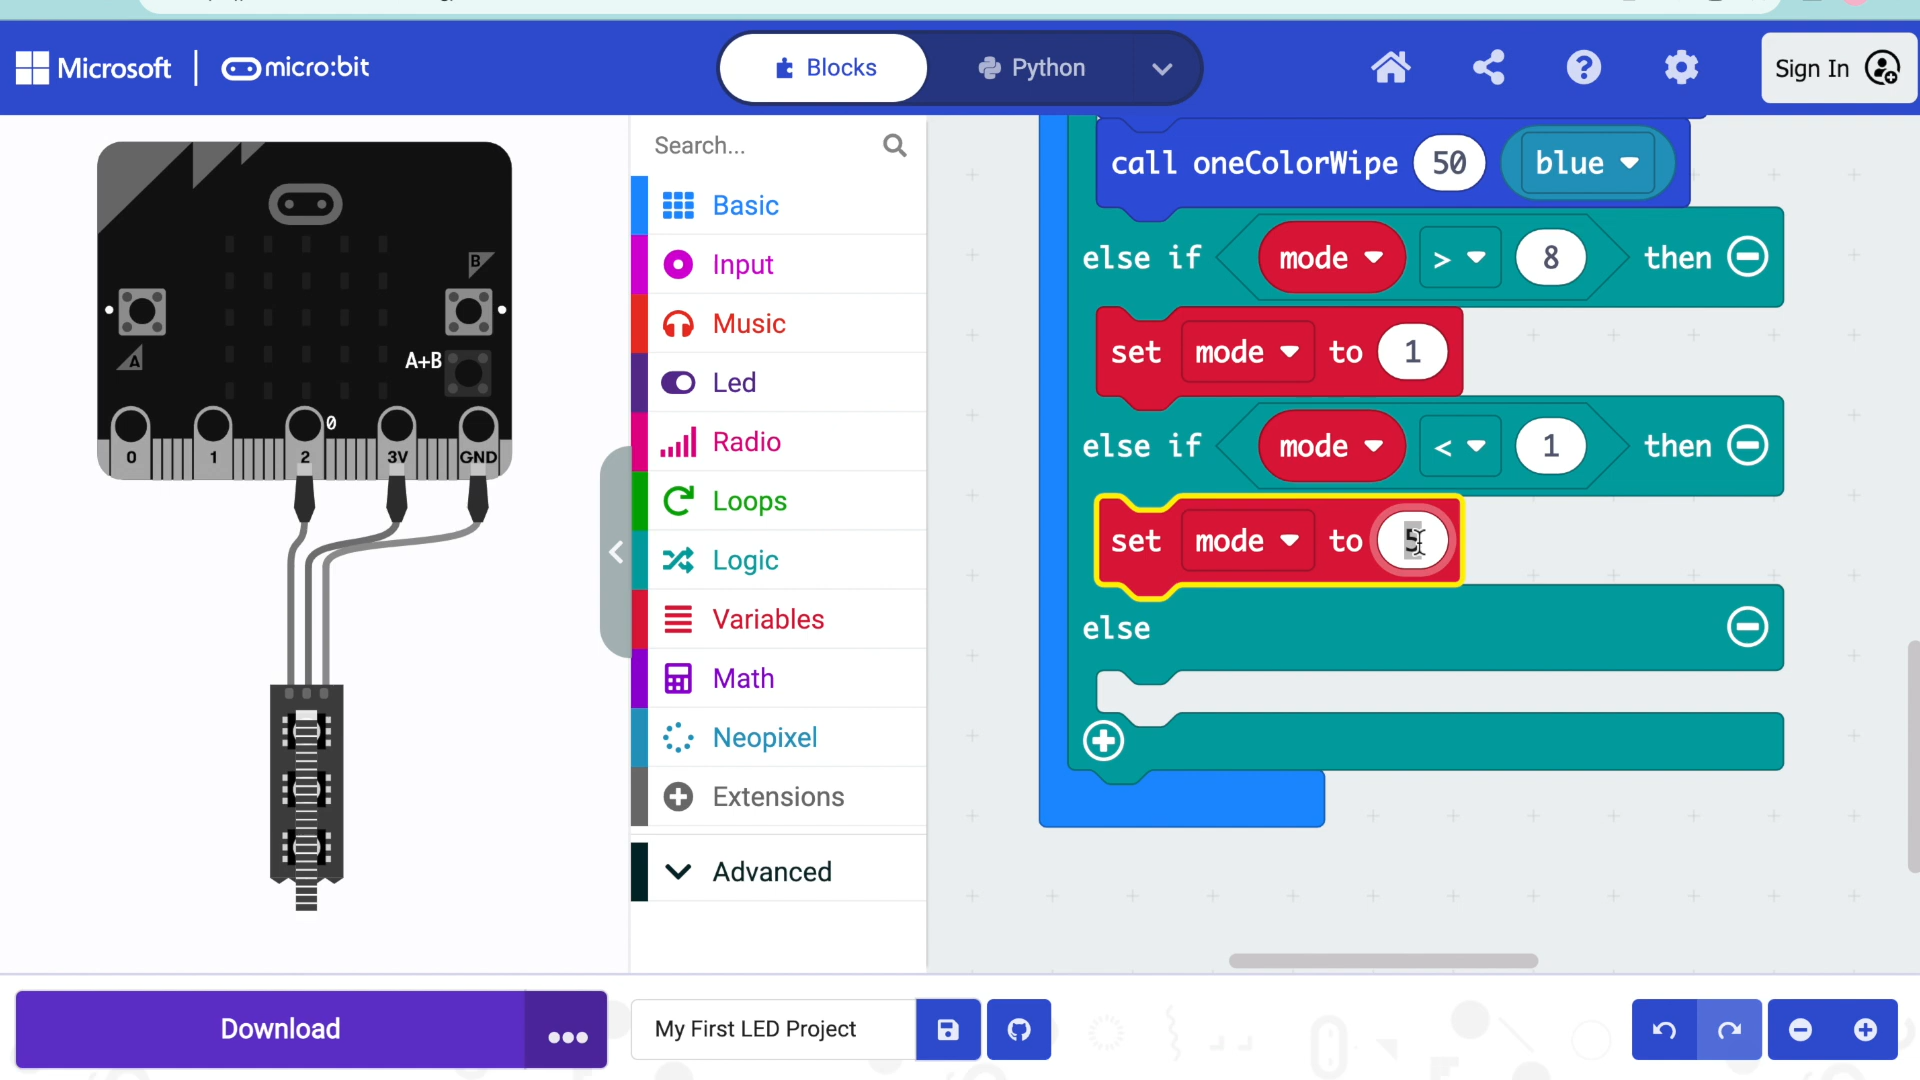 Microsoft | micro:bit
Blocks
Python
Sign In
Search...
Basic
Input
Music
Led
Radio
Loops
Logic
Variables
Math
Neopixel
Extensions
Advanced
B
A
A+B
0
0 1 2 3V GND
call oneColorWipe 50 blue
else if mode > 8 then
set mode to 1
else if mode < 1 then
set mode to 5
else
Download
My First LED Project